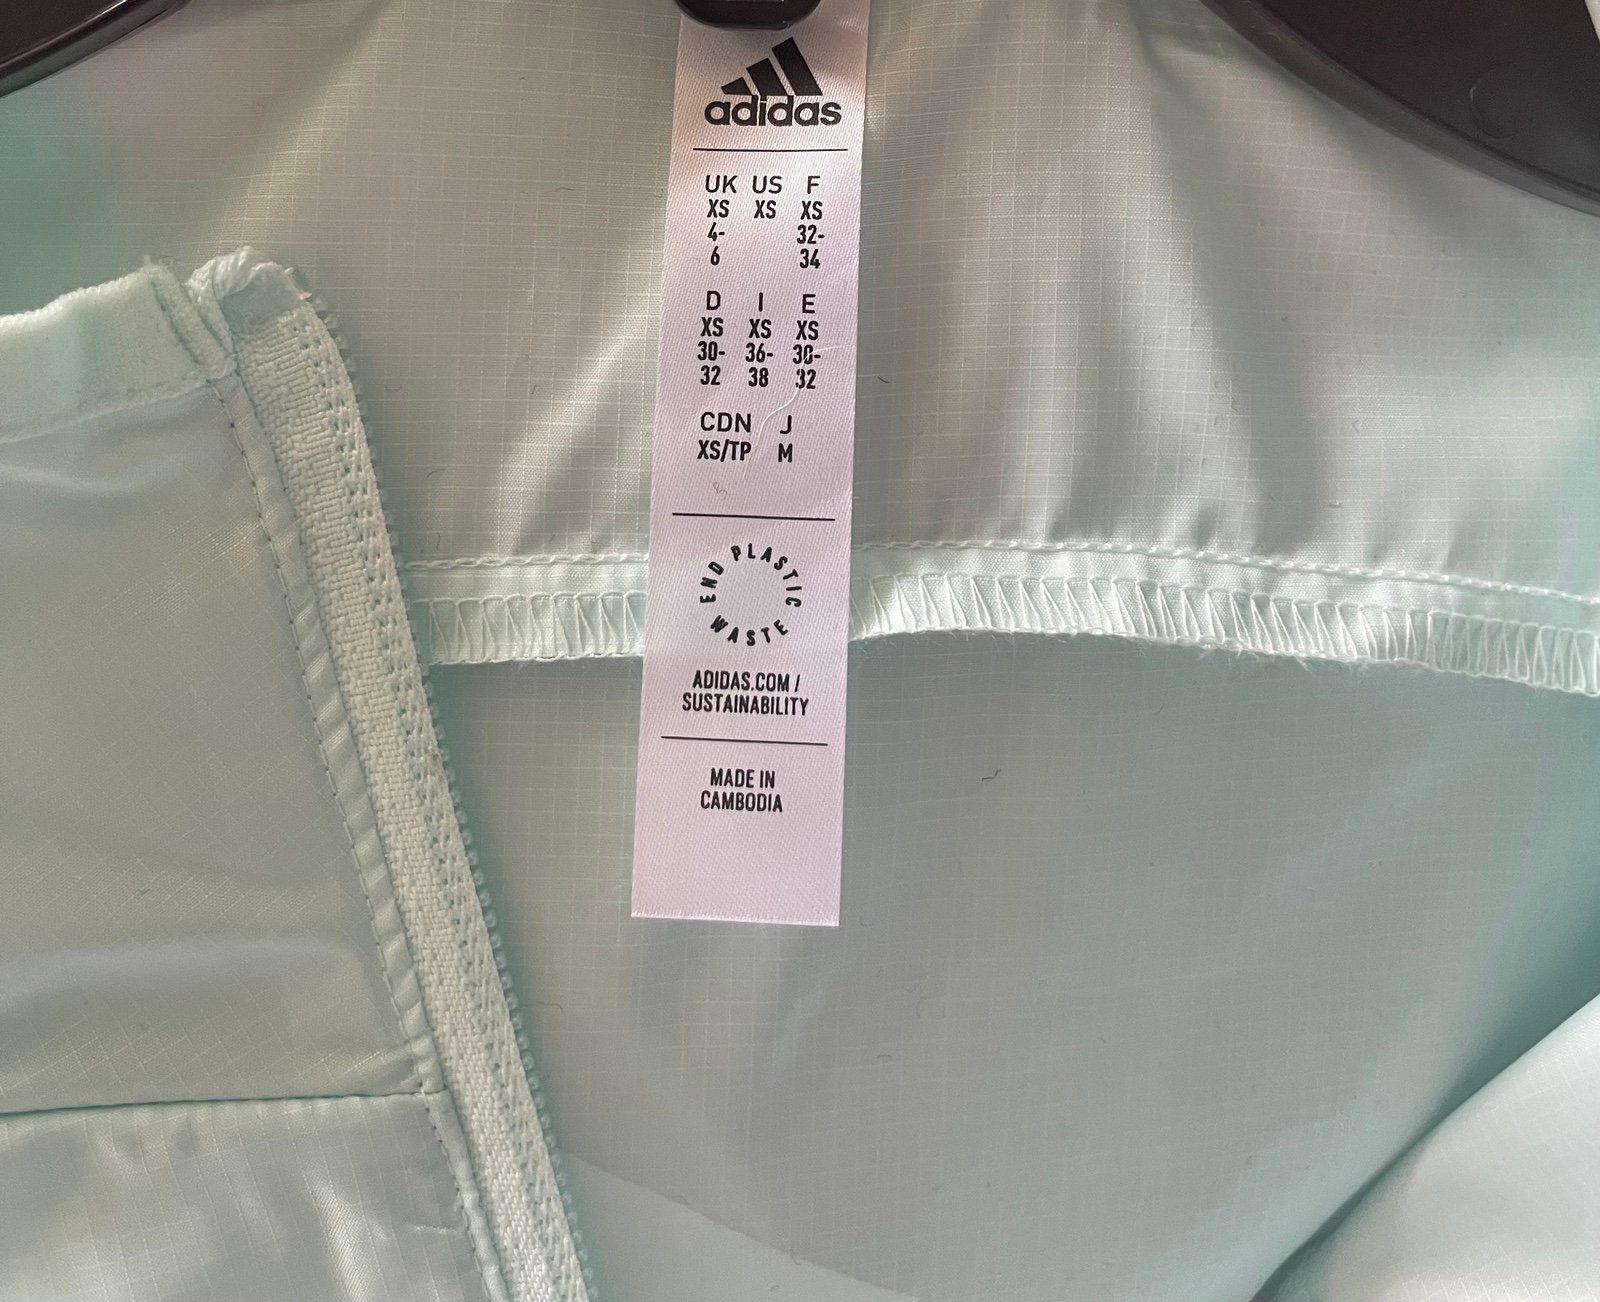 adidas
UK US F
XS XS XS
4- 32-
6 34
D I E
XS XS XS
30- 36- 30-
32 38 32
CDN J
XS/TP M
END PLASTIC WASTE
ADIDAS.COM /
SUSTAINABILITY
MADE IN
CAMBODIA